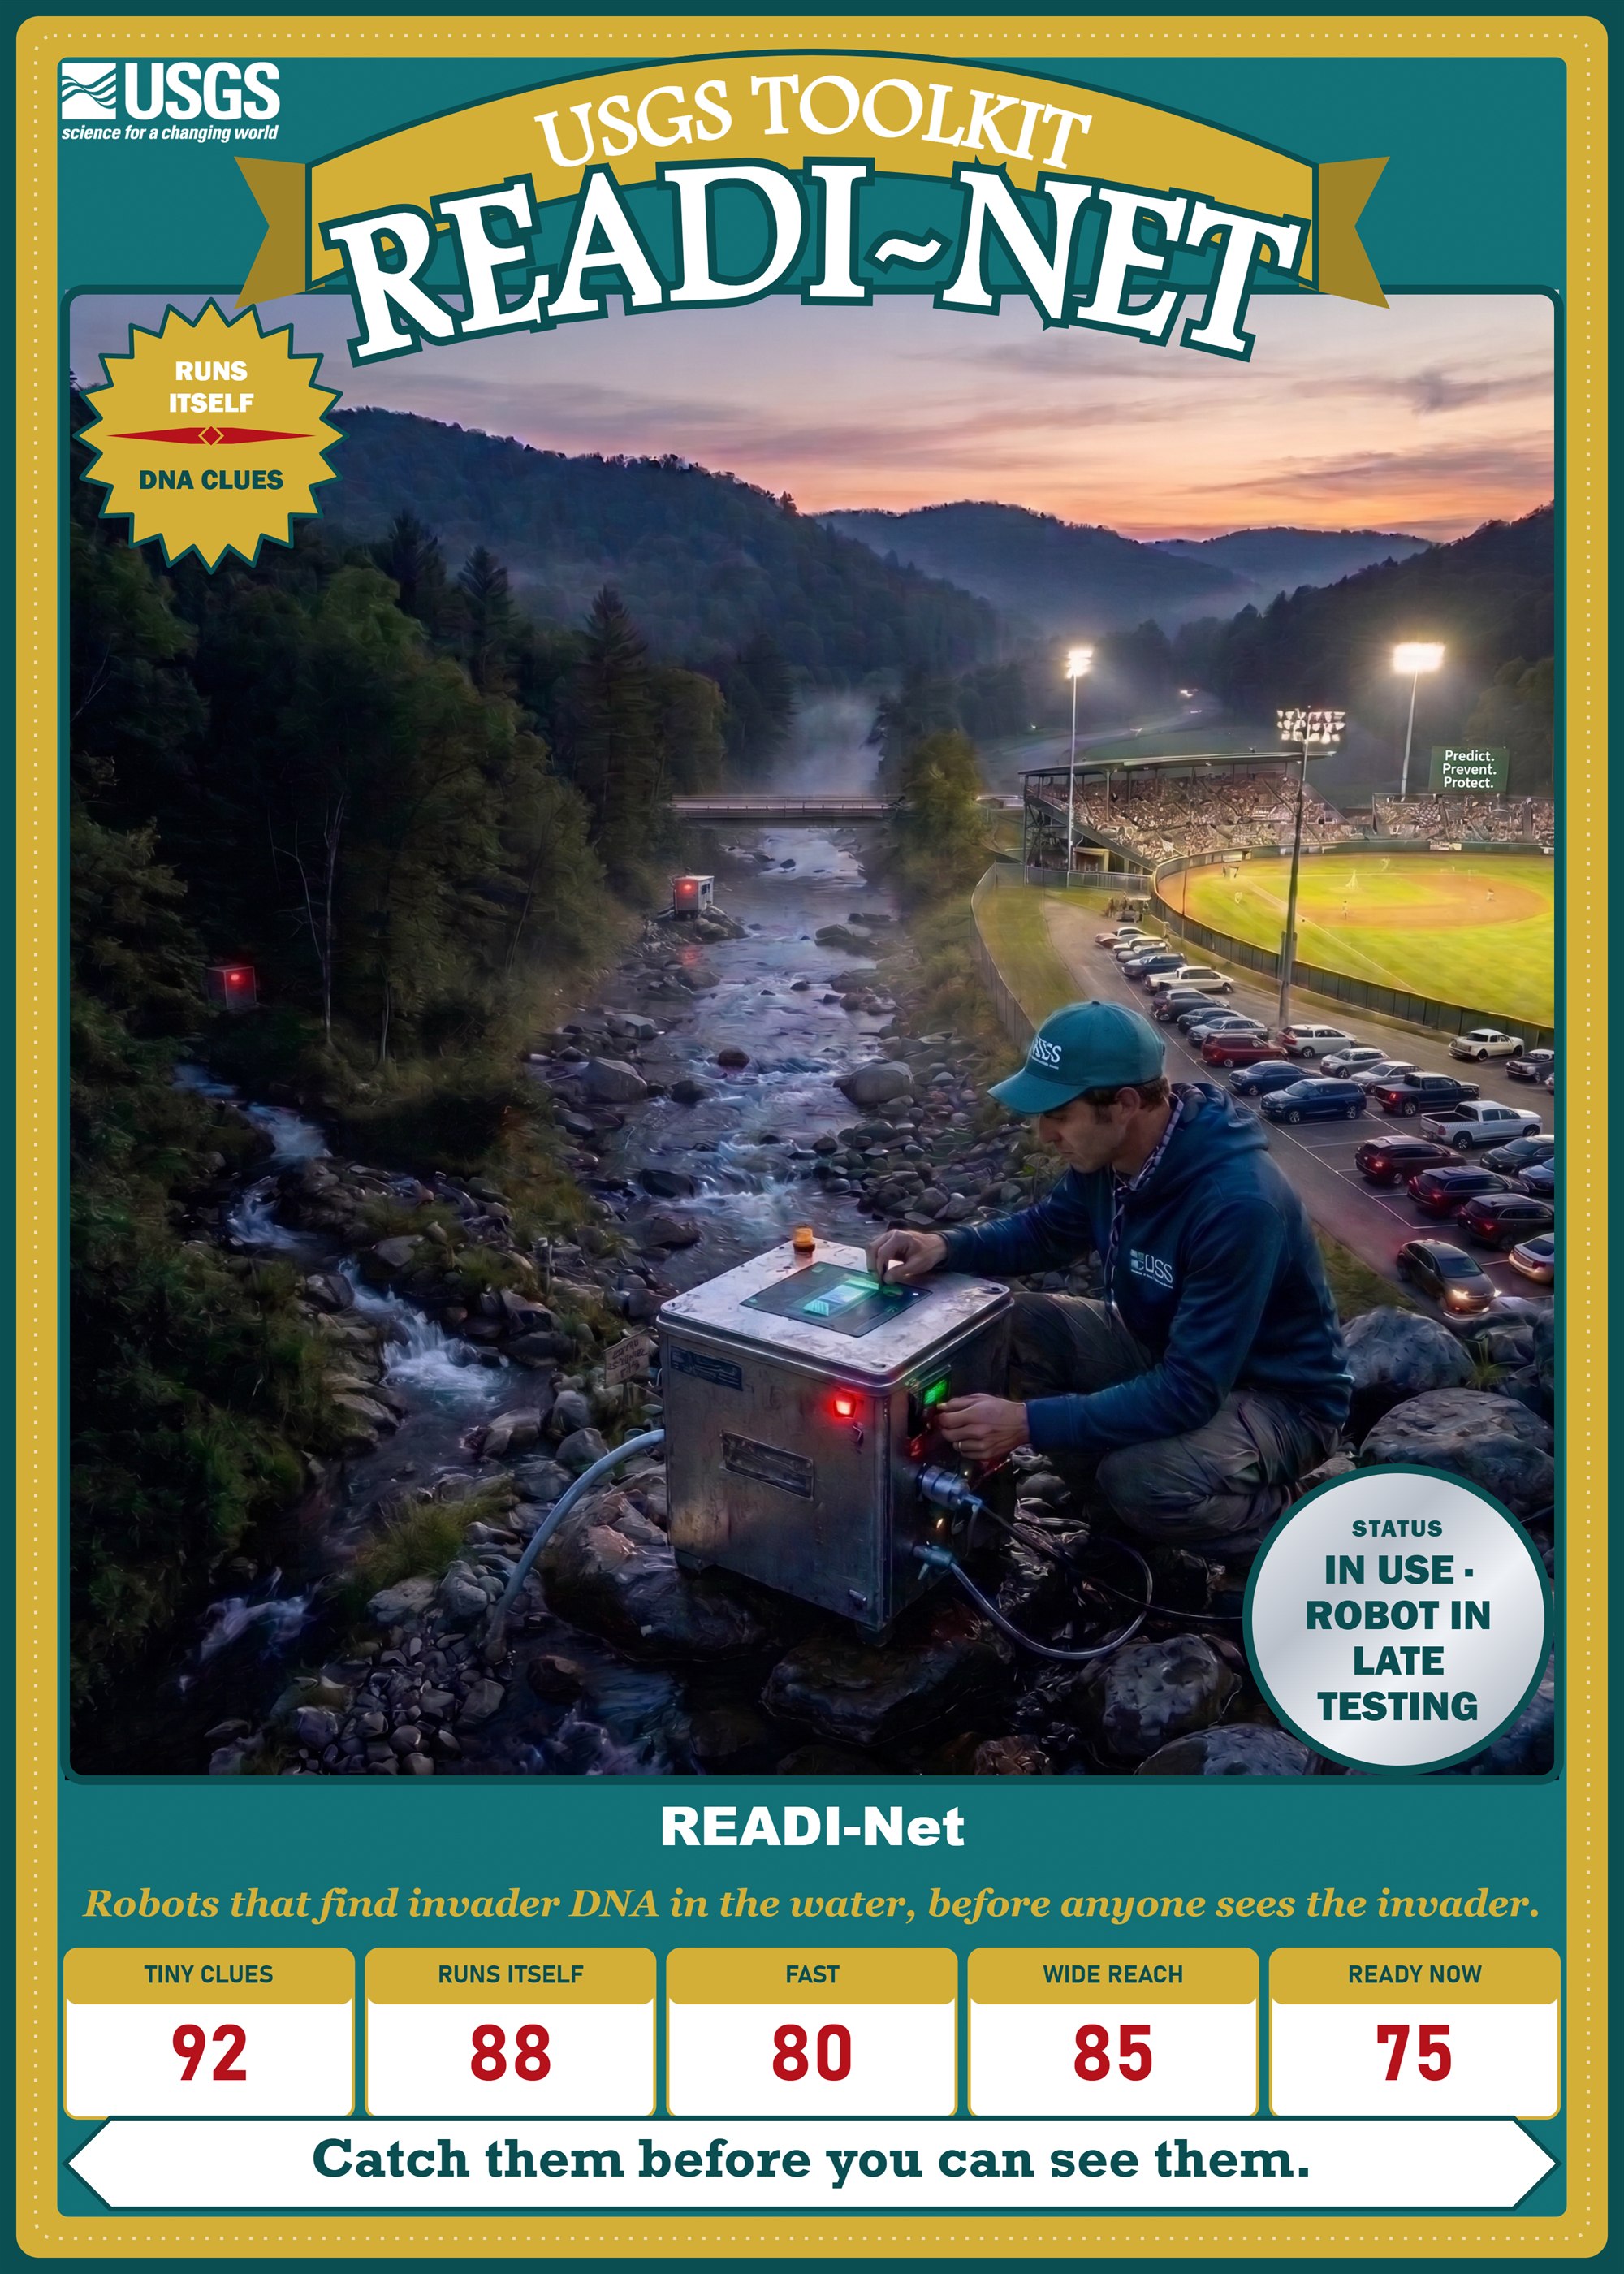 USGS
science for a changing world
USGS TOOLKIT
READI~NET
RUNS
ITSELF
DNA CLUES
Predict.
Prevent.
Protect.
STATUS
IN USE ·
ROBOT IN
LATE
TESTING
READI-Net
Robots that find invader DNA in the water, before anyone sees the invader.
TINY CLUES
92
RUNS ITSELF
88
FAST
80
WIDE REACH
85
READY NOW
75
Catch them before you can see them.